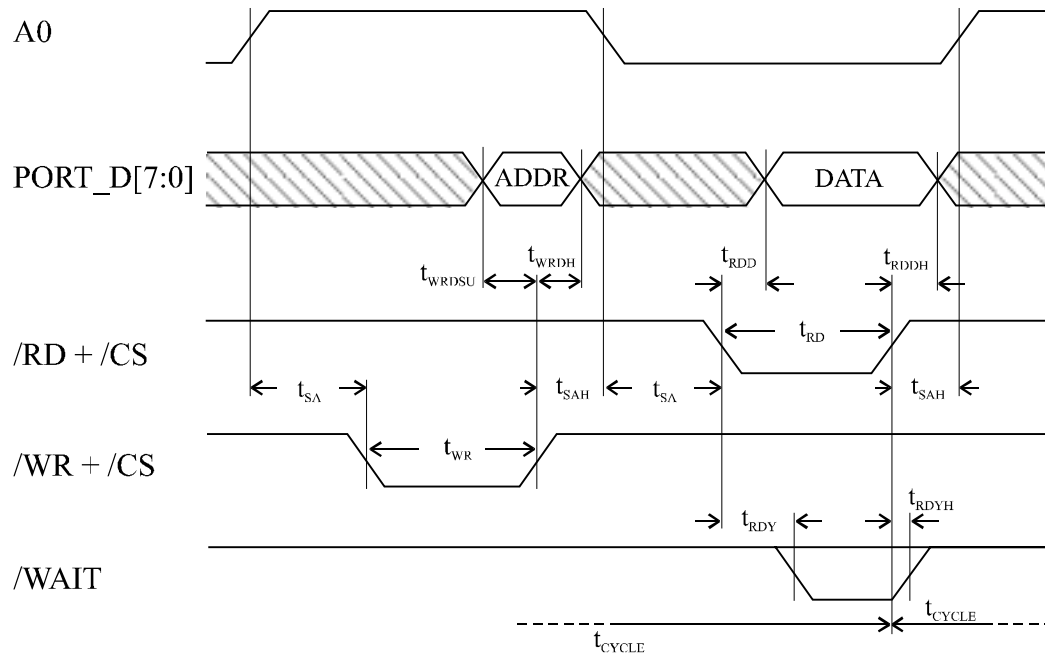 A0
PORT_D[7:0]
ADDR
DATA
tWRDSU
tWRDH
tRDD
tRDDH
/RD + /CS
tRD
tSA
tSAH
tSA
tSAH
/WR + /CS
tWR
tRDY
tRDYH
/WAIT
tCYCLE
tCYCLE